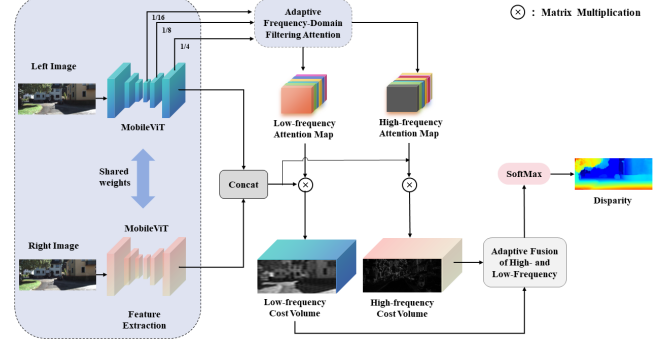 1/16
1/8
1/4
Adaptive
Frequency-Domain
Filtering Attention
: Matrix Multiplication
Left Image
MobileViT
Low-frequency
Attention Map
High-frequency
Attention Map
Shared
weights
Concat
SoftMax
Disparity
MobileViT
Right Image
Adaptive Fusion
of High- and
Low-Frequency
Feature
Extraction
Low-frequency
Cost Volume
High-frequency
Cost Volume